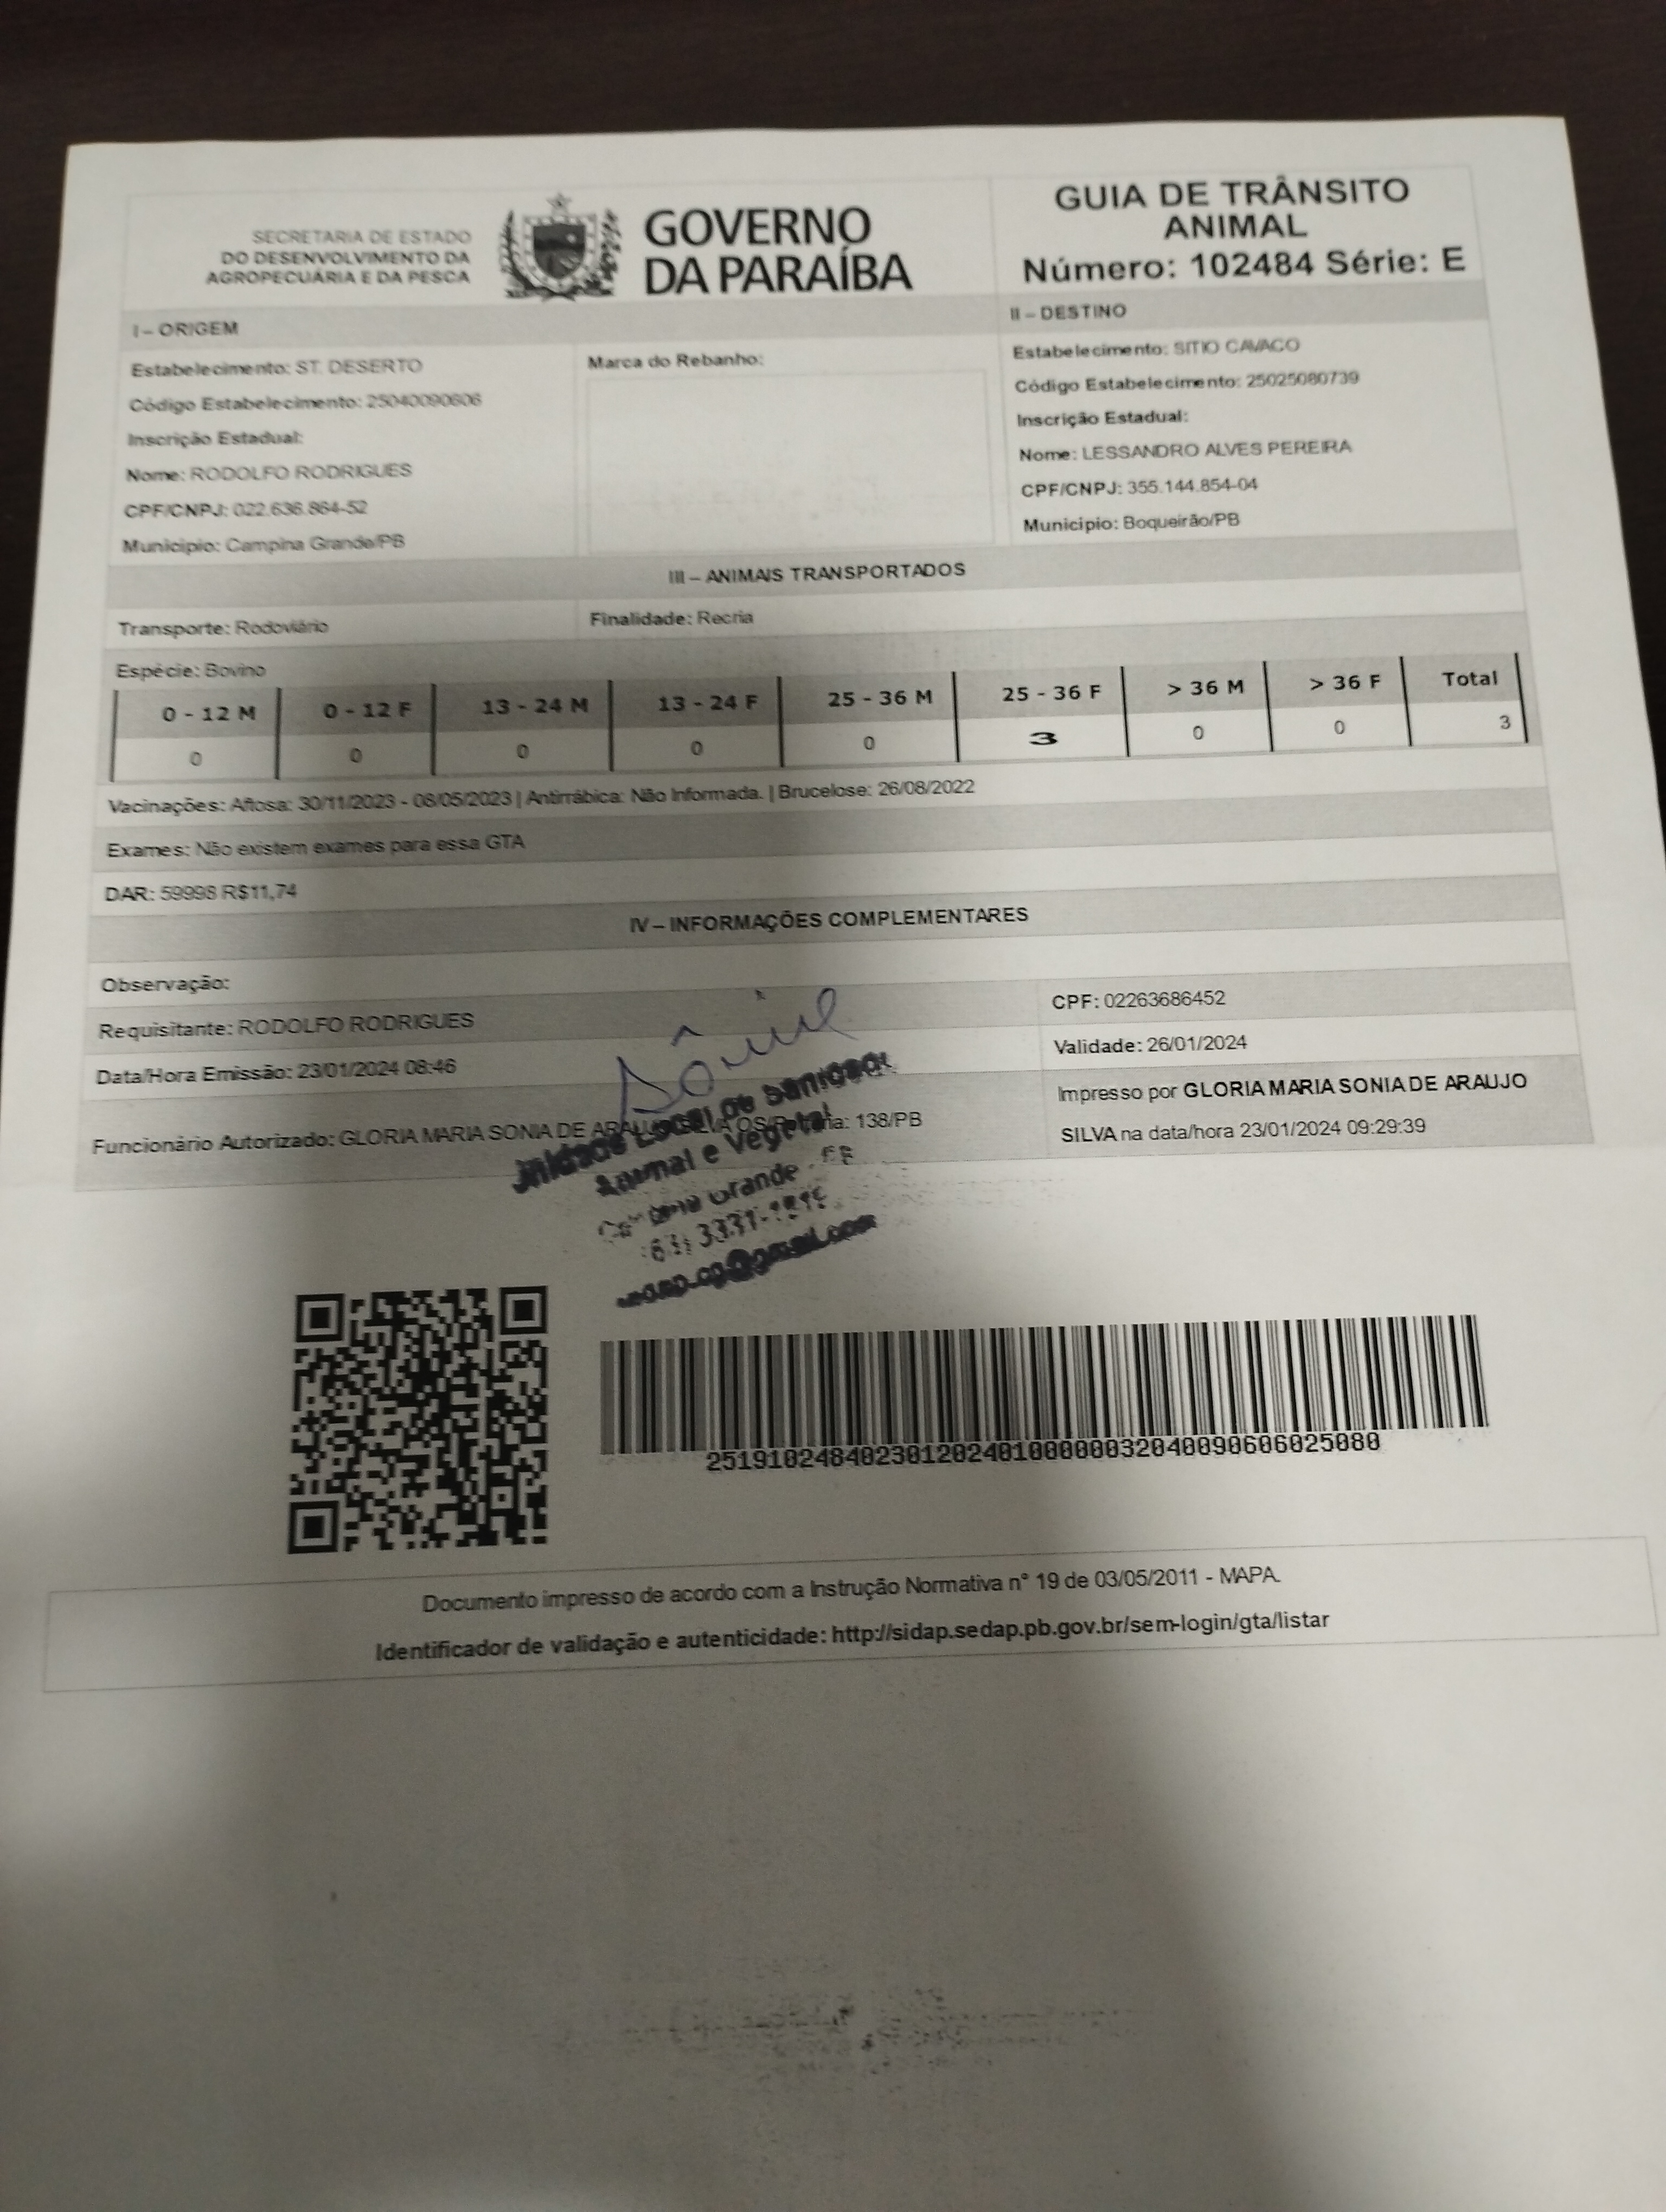 SECRETARIA DE ESTADO
DO DESENVOLVIMENTO DA
AGROPECUÁRIA E DA PESCA
GOVERNO
DA PARAÍBA
GUIA DE TRÂNSITO
ANIMAL
Número: 102484 Série: E
I – ORIGEM
Estabelecimento: ST. DESERTO
Código Estabelecimento: 25040090606
Inscrição Estadual:
Nome: RODOLFO RODRIGUES
CPF/CNPJ: 022.636.864-52
Município: Campina Grande/PB
Marca do Rebanho:
II – DESTINO
Estabelecimento: SITIO CAVACO
Código Estabelecimento: 25025080739
Inscrição Estadual:
Nome: LESSANDRO ALVES PEREIRA
CPF/CNPJ: 355.144.854-04
Município: Boqueirão/PB
III – ANIMAIS TRANSPORTADOS
Transporte: Rodoviário
Finalidade: Recria
Espécie: Bovino
0 - 12 M 0 - 12 F 13 - 24 M 13 - 24 F 25 - 36 M 25 - 36 F > 36 M > 36 F Total
0 0 0 0 0 3 0 0 3
Vacinações: Aftosa: 30/11/2023 - 08/05/2023 | Antirrábica: Não Informada. | Brucelose: 26/08/2022
Exames: Não existem exames para essa GTA
DAR: 59998 R$11,74
IV – INFORMAÇÕES COMPLEMENTARES
Observação:
Requisitante: RODOLFO RODRIGUES
CPF: 02263686452
Data/Hora Emissão: 23/01/2024 08:46
Validade: 26/01/2024
Funcionário Autorizado: GLORIA MARIA SONIA DE ARAUJO SILVA 138/PB
Impresso por GLORIA MARIA SONIA DE ARAUJO
SILVA na data/hora 23/01/2024 09:29:39
Sônia
Unidade Local de Sanidade
Animal e Vegetal
Campina Grande - PB
2519102484023012024010000003204009060602 5080
Documento impresso de acordo com a Instrução Normativa n° 19 de 03/05/2011 - MAPA.
Identificador de validação e autenticidade: http://sidap.sedap.pb.gov.br/sem-login/gta/listar